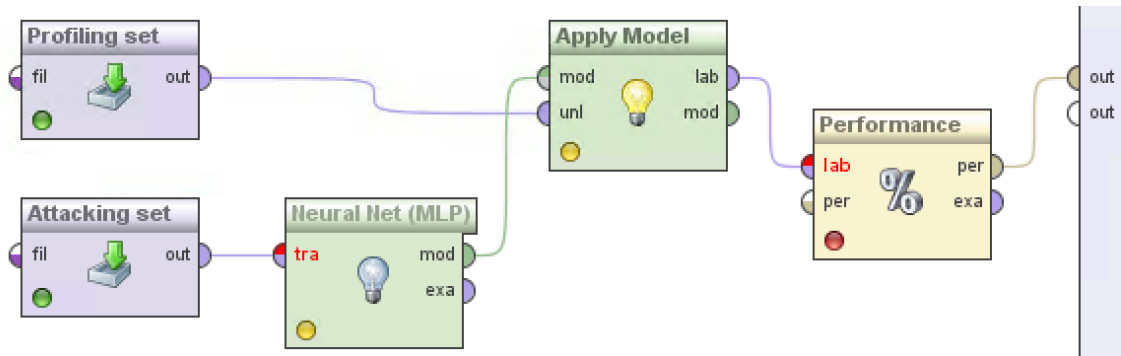 Profiling set
fil out
Apply Model
mod lab
unl mod
out
out
Performance
lab per
per exa
Attacking set
fil out
Neural Net (MLP)
tra mod
exa